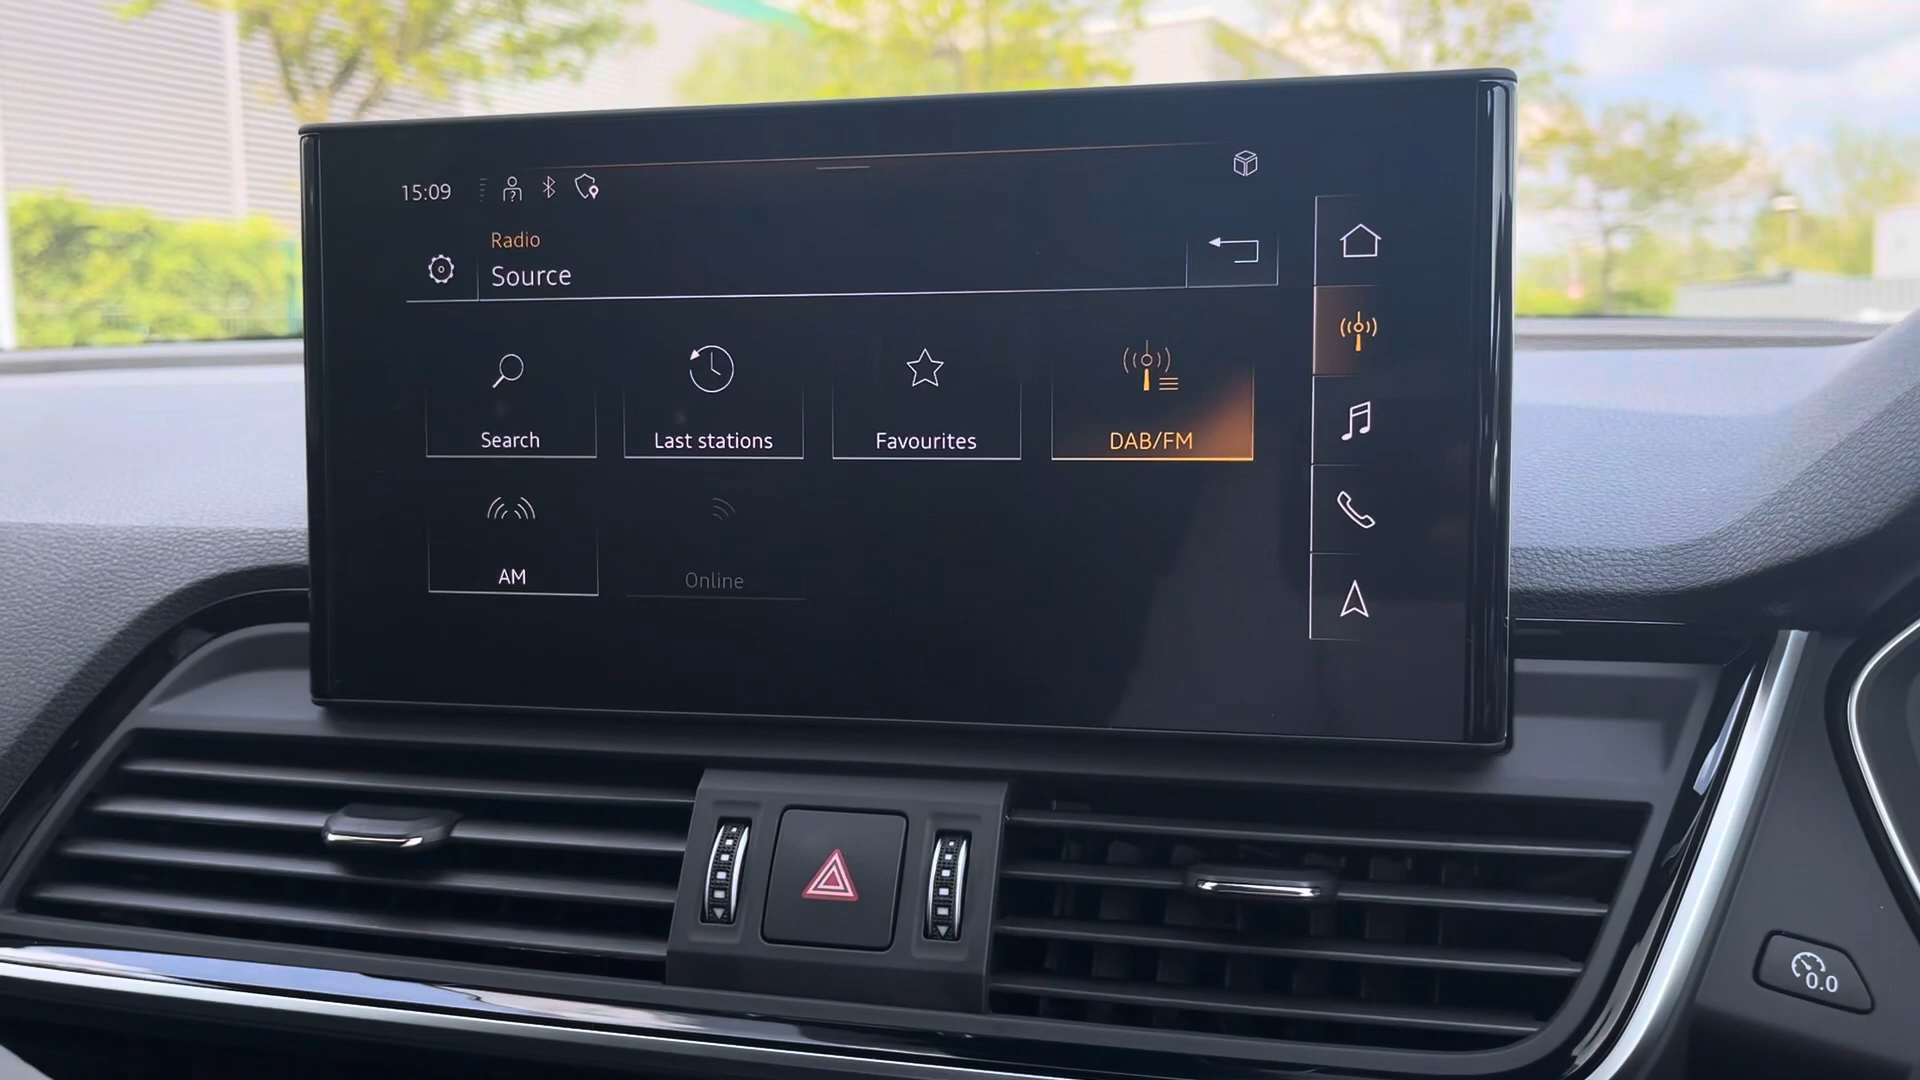 15:09
Radio
Source
Search
Last stations
Favourites
DAB/FM
AM
Online
0.0